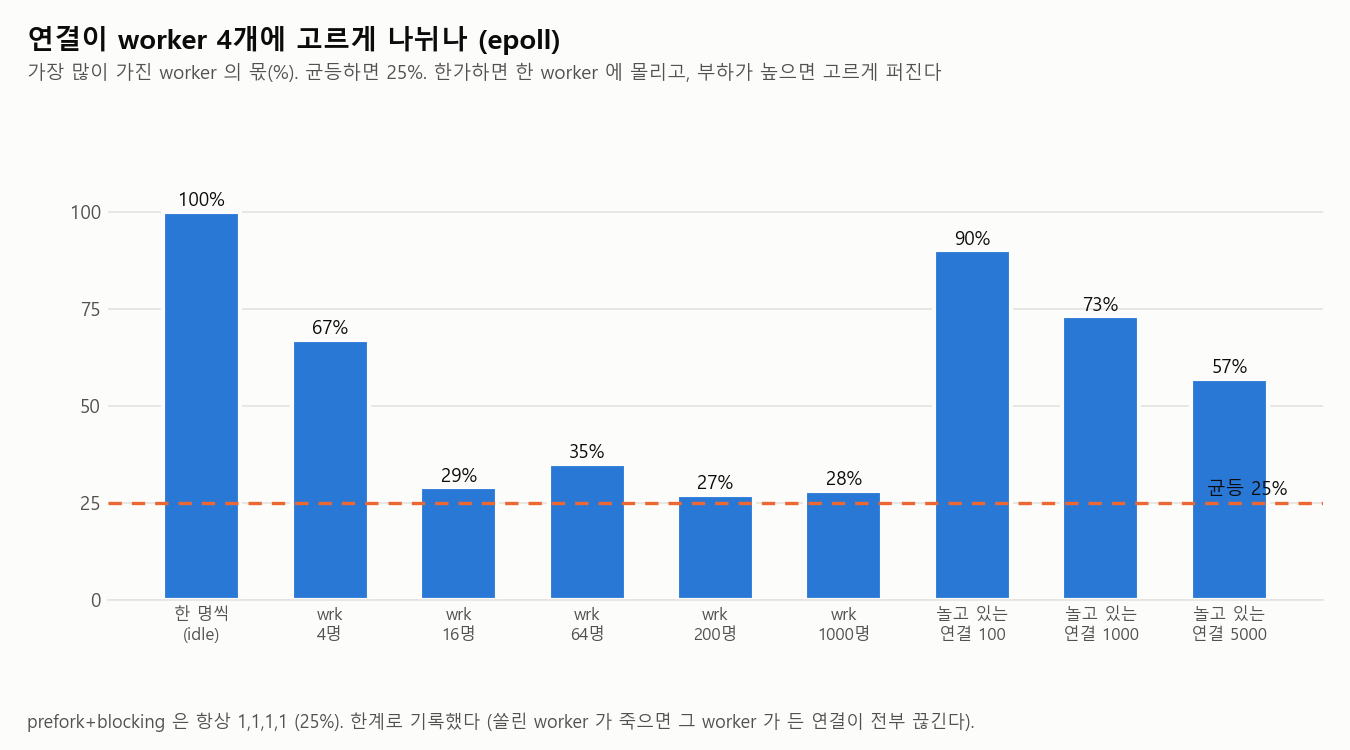 연결이 worker 4개에 고르게 나뉘나 (epoll)
가장 많이 가진 worker 의 몫(%). 균등하면 25%. 한가하면 한 worker 에 몰리고, 부하가 높으면 고르게 퍼진다
100%
100
90%
75
73%
67%
57%
50
35%
29%
27%
28%
균등 25%
25
0
한 명씩
(idle)
wrk
4명
wrk
16명
wrk
64명
wrk
200명
wrk
1000명
놀고 있는
연결 100
놀고 있는
연결 1000
놀고 있는
연결 5000
prefork+blocking 은 항상 1,1,1,1 (25%). 한계로 기록했다 (쏠린 worker 가 죽으면 그 worker 가 든 연결이 전부 끊긴다).